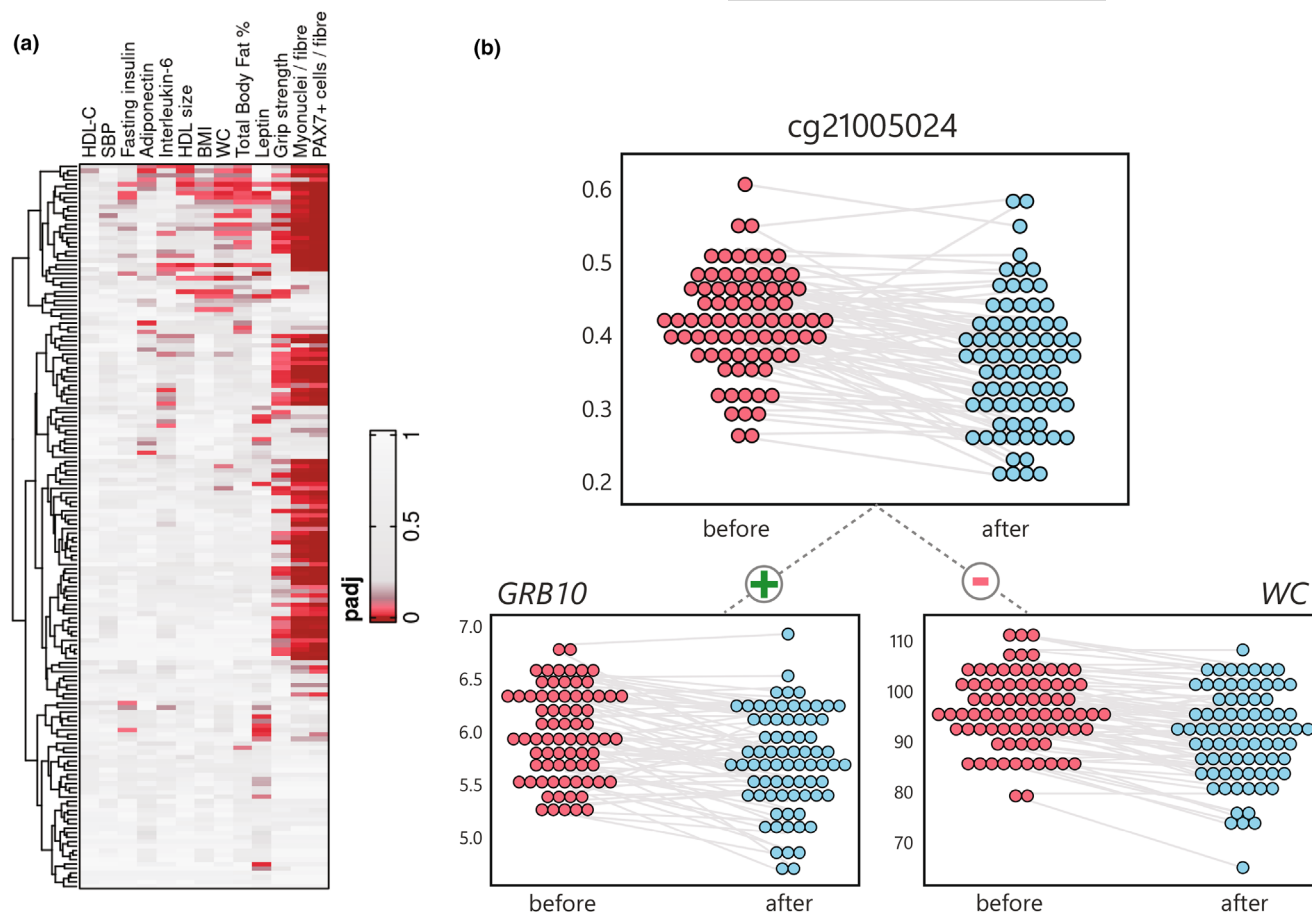 (a)
HDL-C
SBP
Fasting insulin
Adiponectin
Interleukin-6
HDL size
BMI
WC
Total Body Fat %
Leptin
Grip strength
Myonuclei / fibre
PAX7+ cells / fibre
padj
1
0.5
0
(b)
cg21005024
0.6
0.5
0.4
0.3
0.2
before after
+
-
GRB10
7.0
6.5
6.0
5.5
5.0
before after
WC
110
100
90
80
70
before after